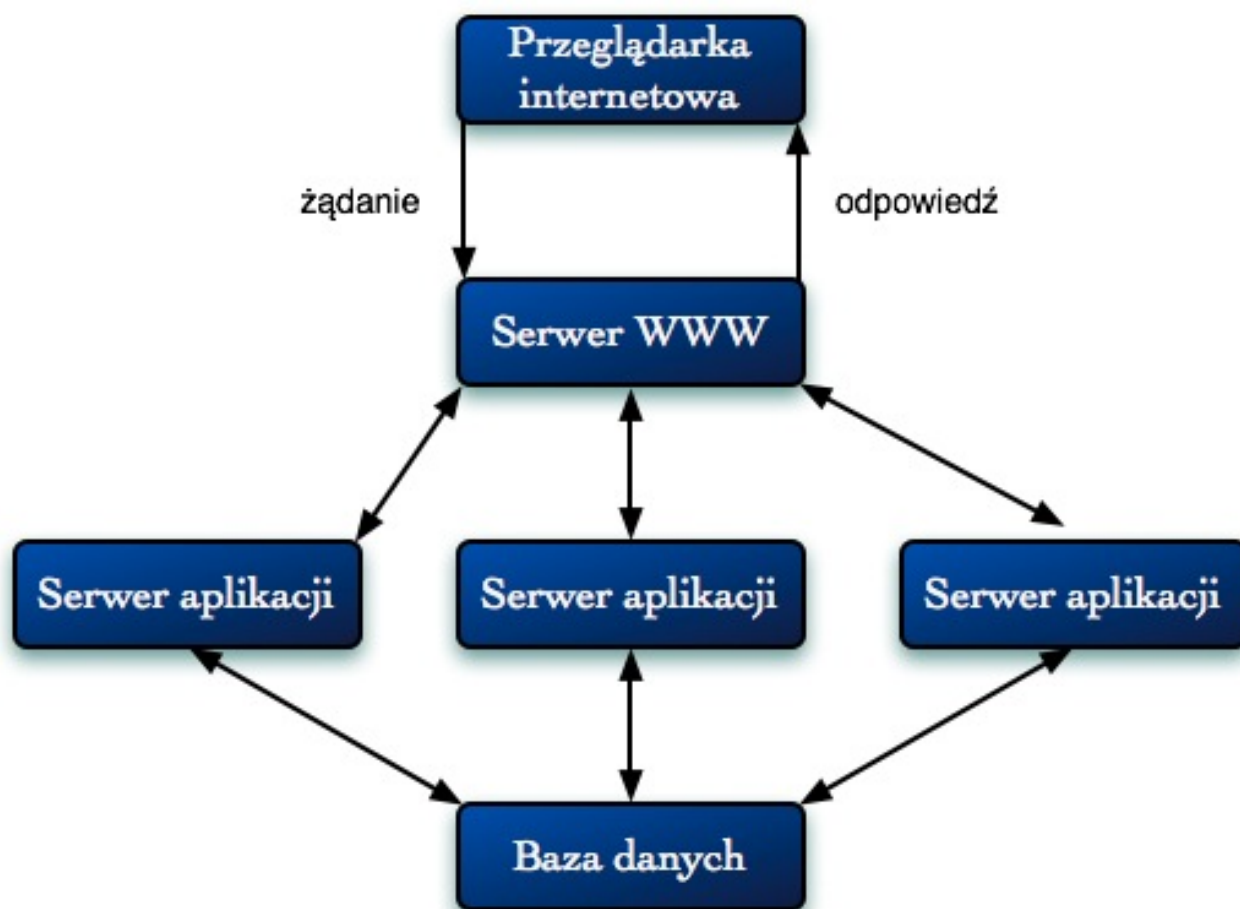 Przeglądarka
internetowa
żądanie
odpowiedź
Serwer WWW
Serwer aplikacji
Serwer aplikacji
Serwer aplikacji
Baza danych